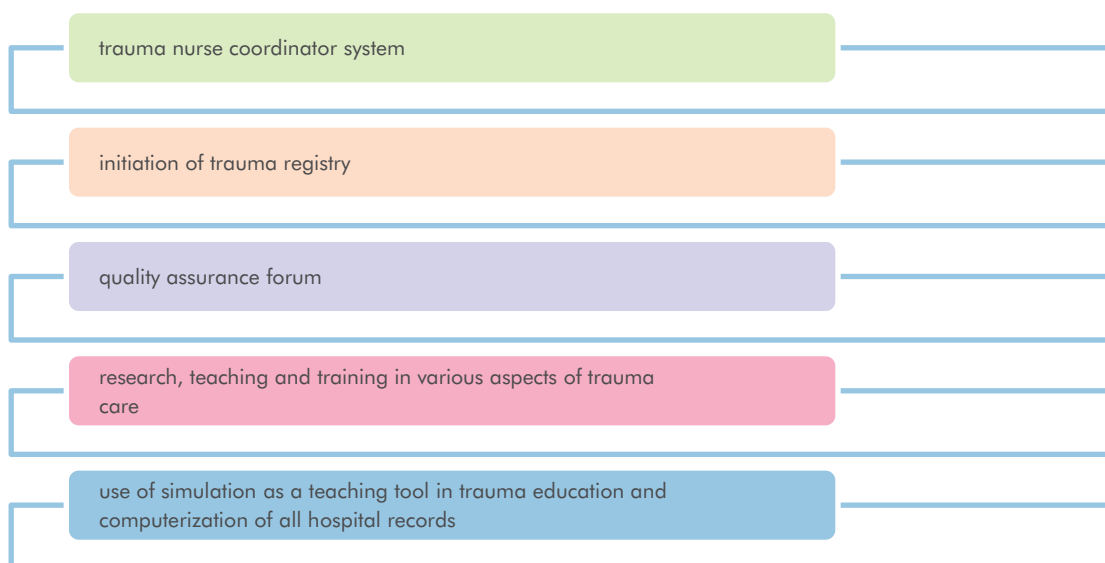 trauma nurse coordinator system
initiation of trauma registry
quality assurance forum
research, teaching and training in various aspects of trauma
care
use of simulation as a teaching tool in trauma education and
computerization of all hospital records